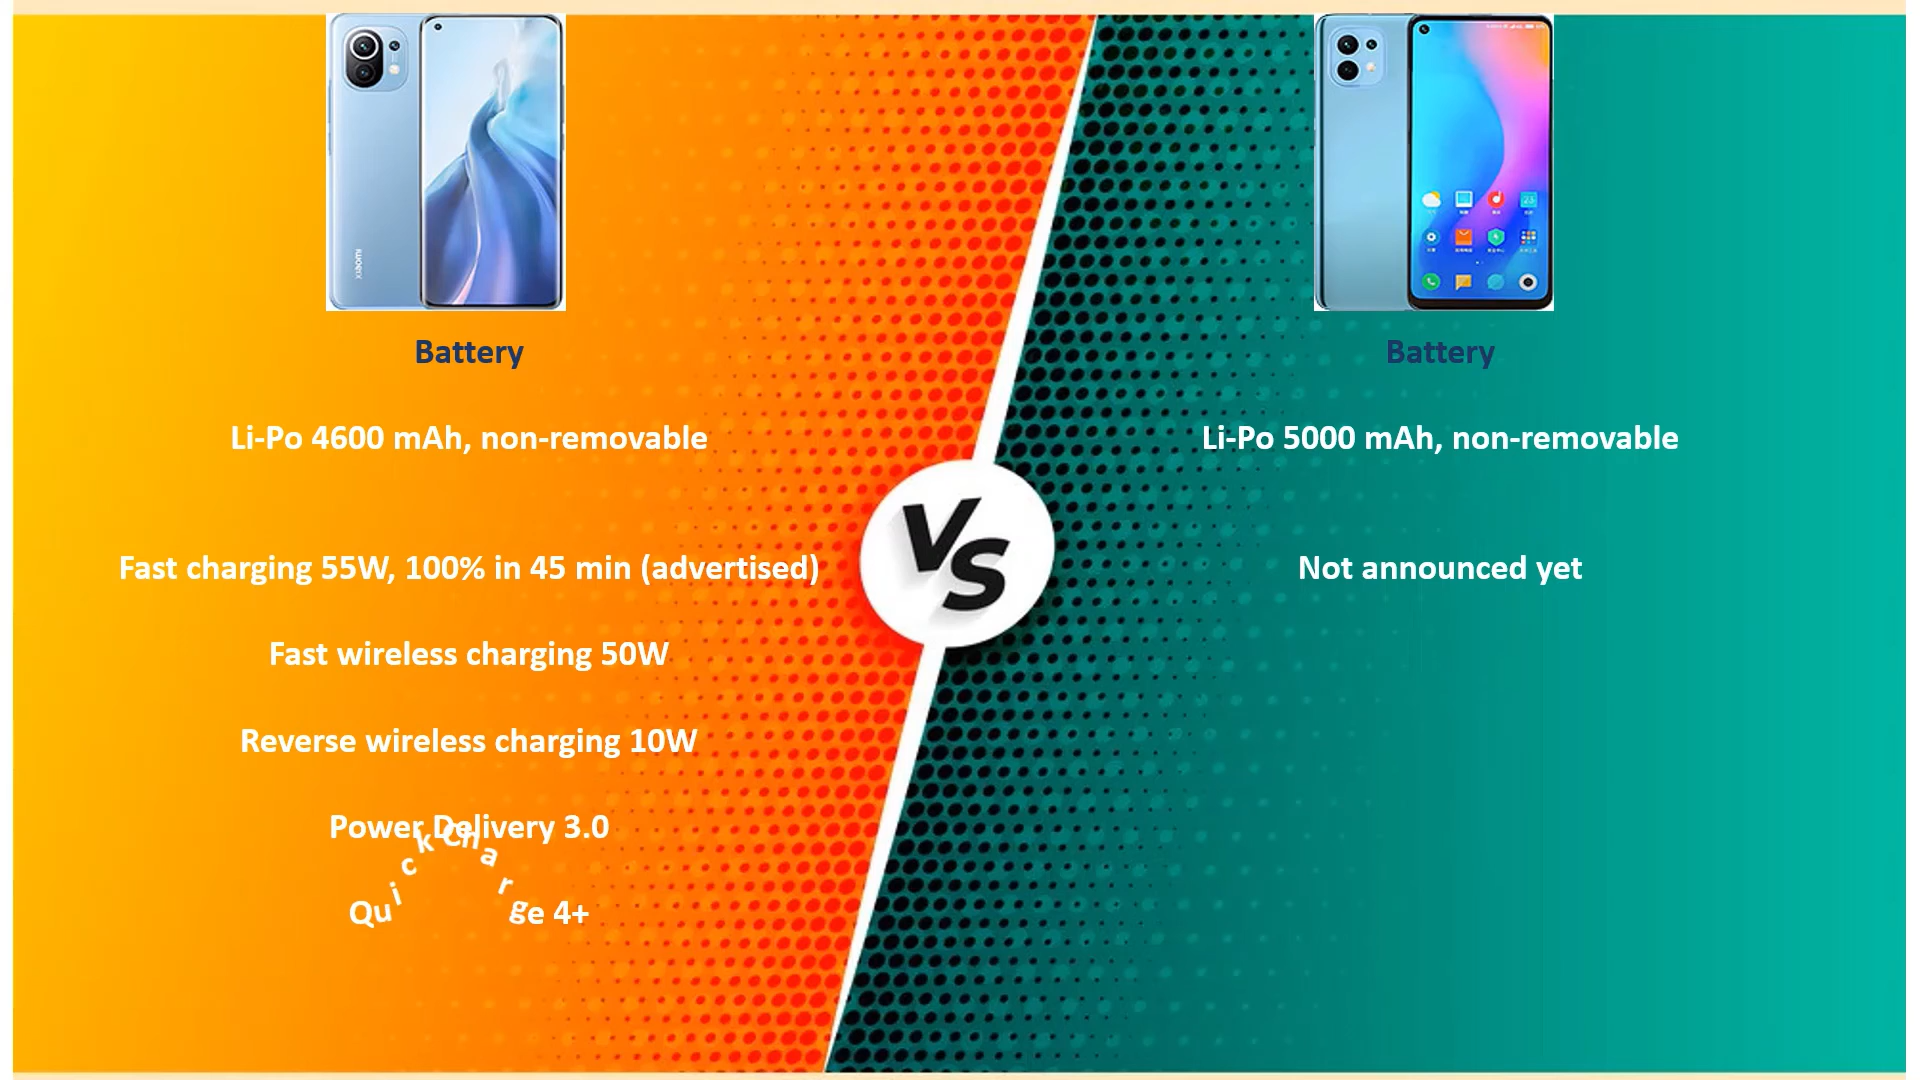 xiaomi
Battery
Li-Po 4600 mAh, non-removable
Fast charging 55W, 100% in 45 min (advertised)
Fast wireless charging 50W
Reverse wireless charging 10W
Power Delivery 3.0
Quick Charge 4+
VS
Battery
Li-Po 5000 mAh, non-removable
Not announced yet